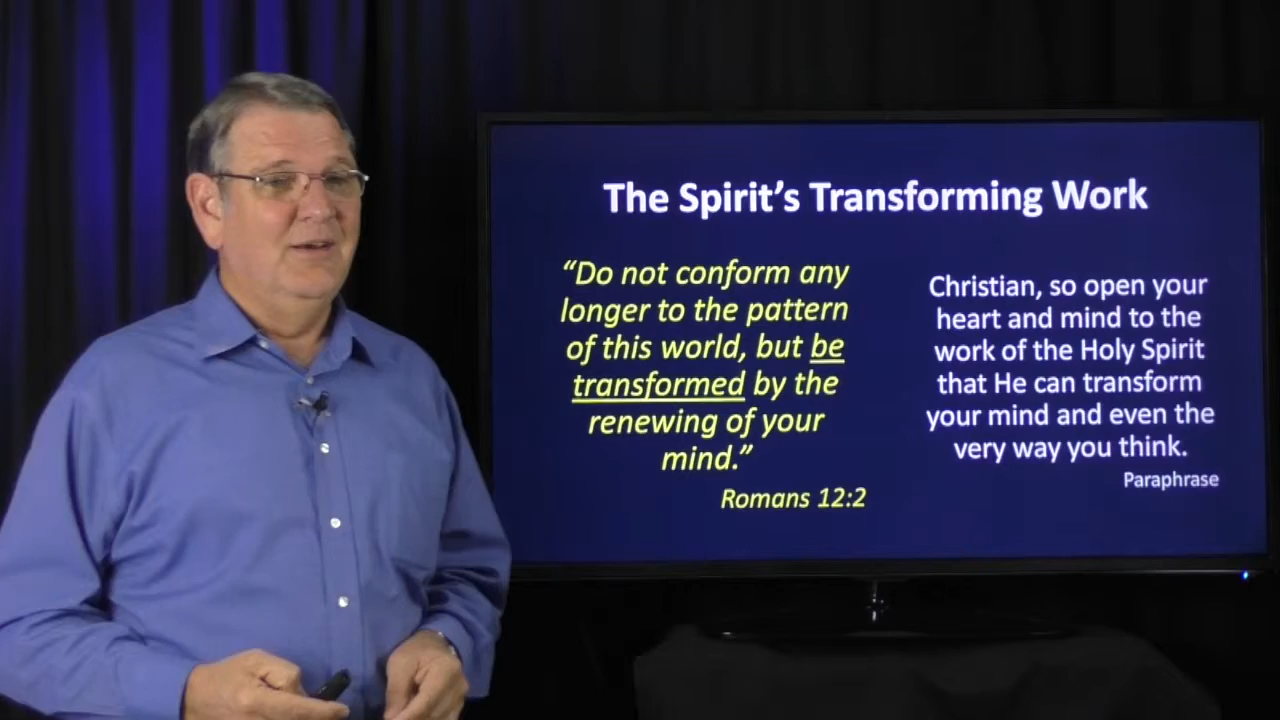 The Spirit's Transforming Work
“Do not conform any
longer to the pattern
of this world, but be
transformed by the
renewing of your
mind.”
Romans 12:2
Christian, so open your
heart and mind to the
work of the Holy Spirit
that He can transform
your mind and even the
very way you think.
Paraphrase